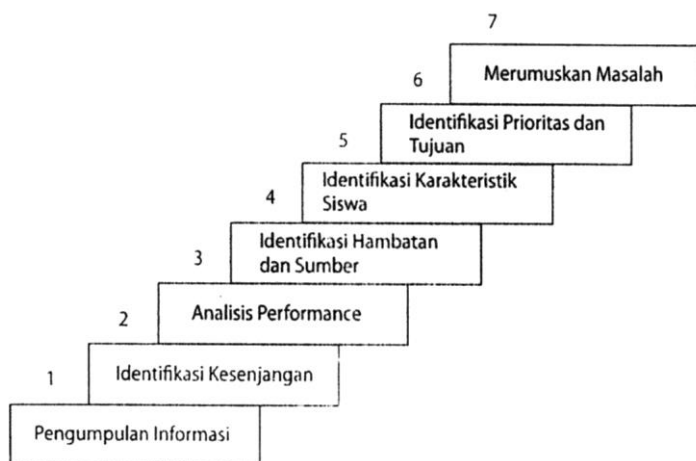 7
Merumuskan Masalah
6
Identifikasi Prioritas dan
Tujuan
5
Identifikasi Karakteristik
Siswa
4
Identifikasi Hambatan
dan Sumber
3
Analisis Performance
2
Identifikasi Kesenjangan
1
Pengumpulan Informasi